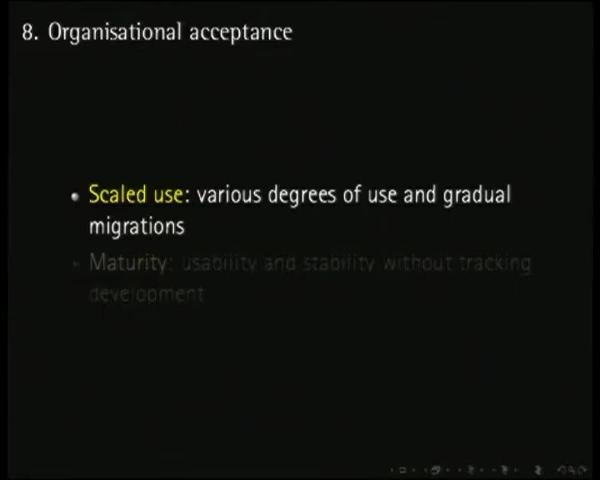 8. Organisational acceptance
• Scaled use: various degrees of use and gradual
migrations
• Maturity: usability and stability without tracking
development